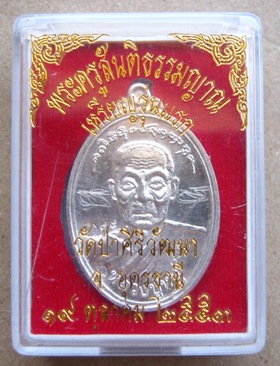 พระครูสันติธรรมญาณ
เหรียญรุ่นแรก
วัดป่าศิริวัฒนา
จ.อุดรธานี
๑๙ ตุลาคม ๒๕๕๓